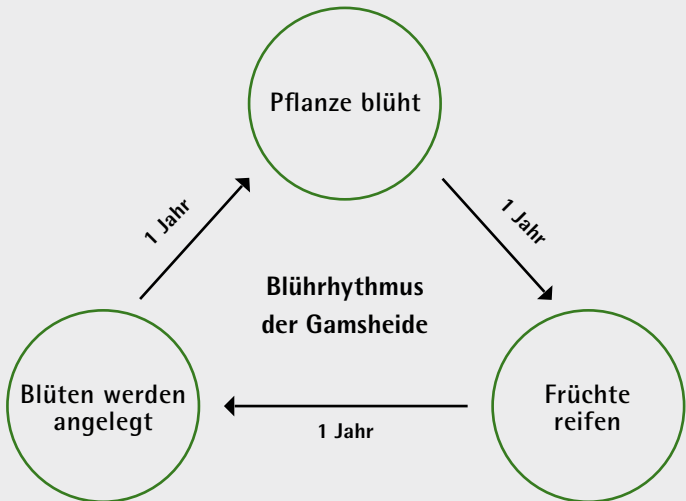 Pflanze blüht
1 Jahr
1 Jahr
Blührhythmus
der Gamsheide
Blüten werden
angelegt
Früchte
reifen
1 Jahr